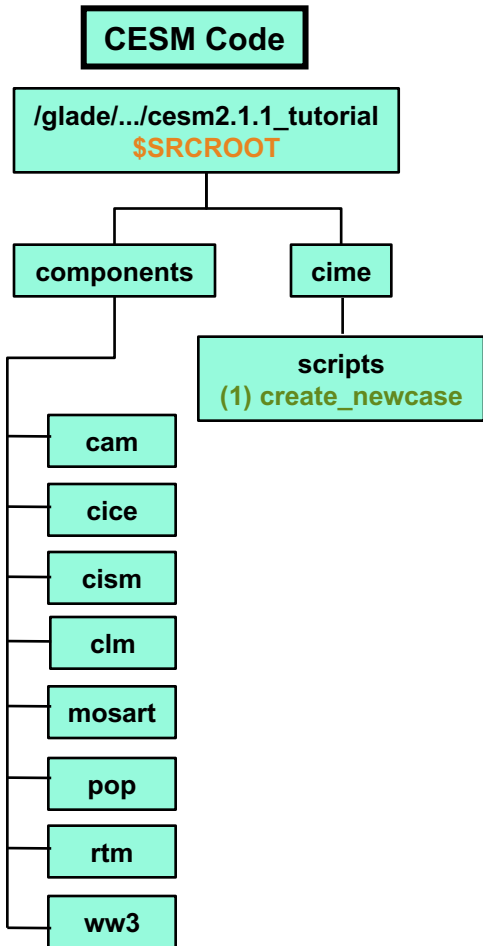 CESM Code
/glade/.../cesm2.1.1_tutorial
$SRCROOT
components
cime
scripts
(1) create_newcase
cam
cice
cism
clm
mosart
pop
rtm
ww3